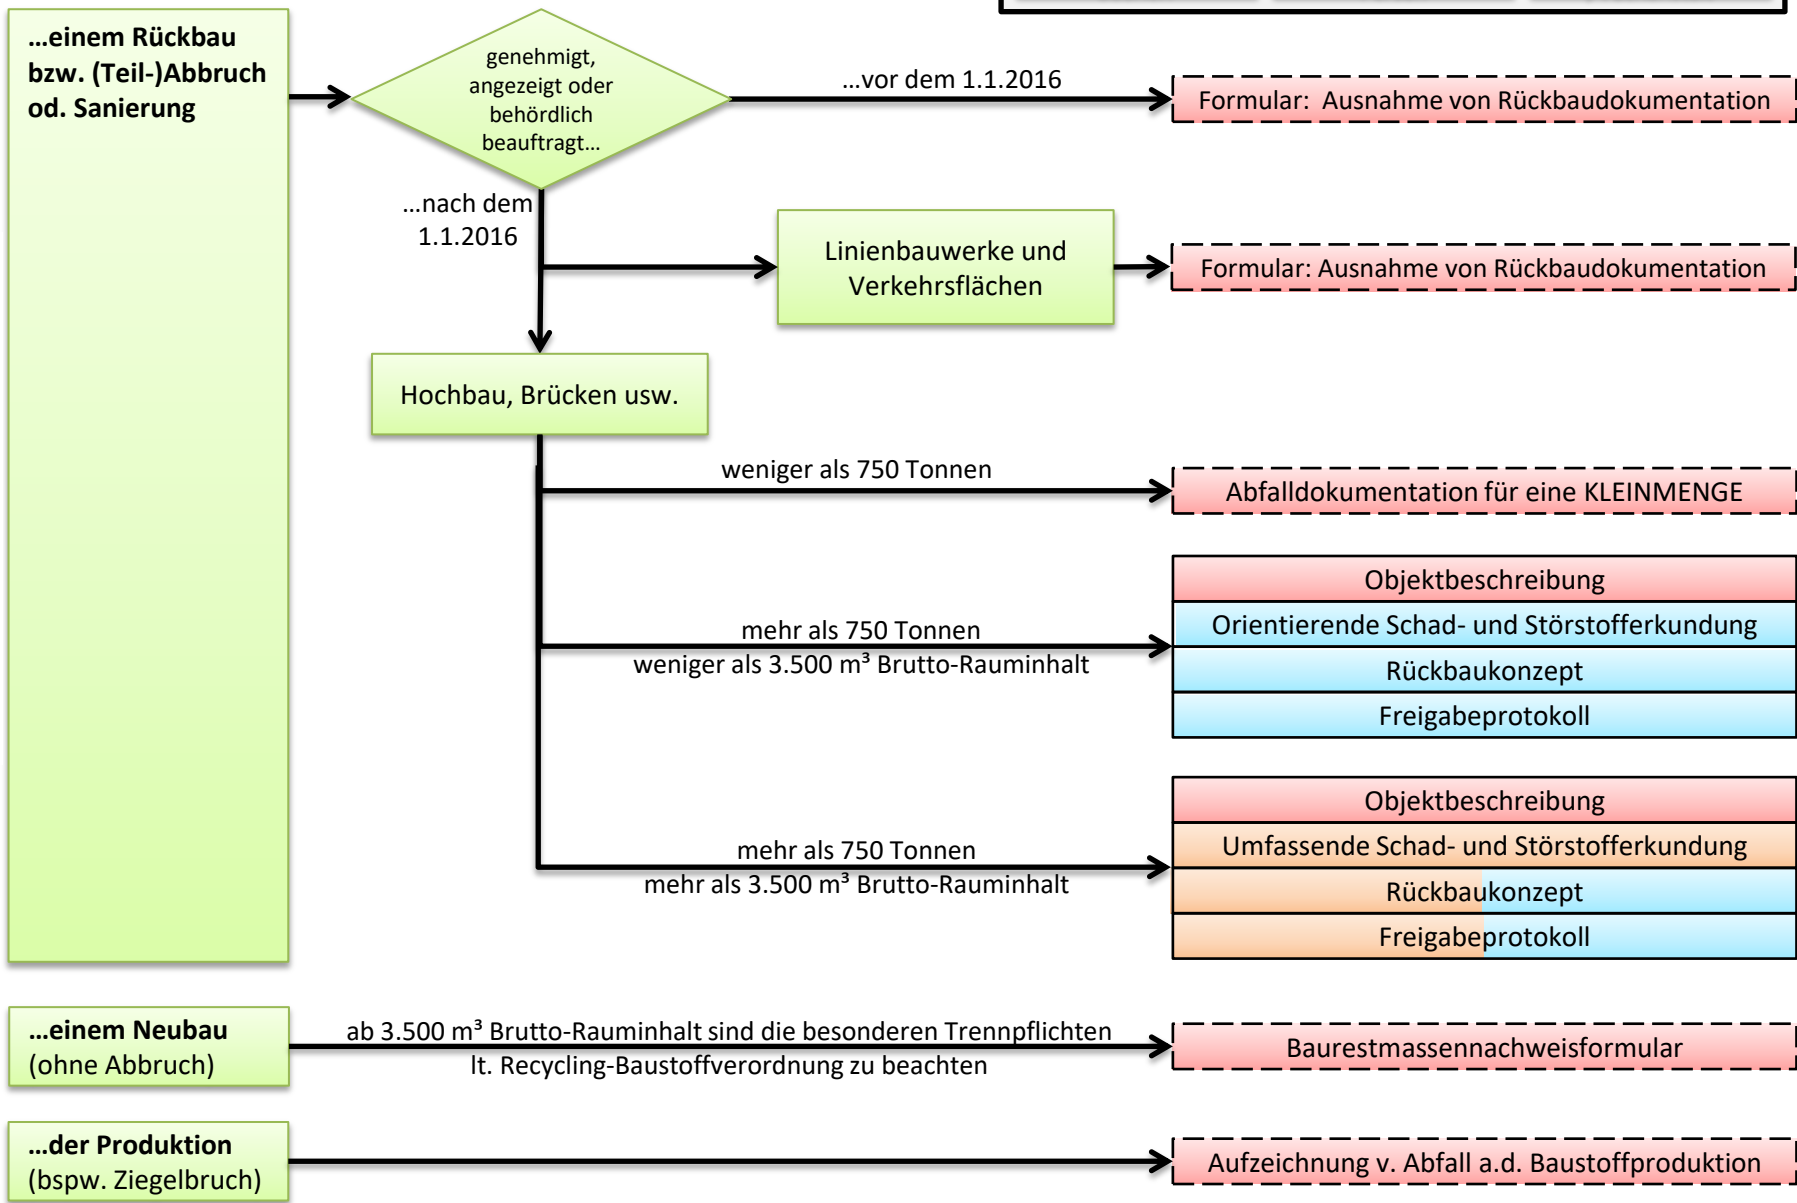 ...einem Rückbau
bzw. (Teil-)Abbruch
od. Sanierung
genehmigt,
angezeigt oder
behördlich
beauftragt...
...vor dem 1.1.2016
Formular: Ausnahme von Rückbaudokumentation
...nach dem
1.1.2016
Linienbauwerke und
Verkehrsflächen
Formular: Ausnahme von Rückbaudokumentation
Hochbau, Brücken usw.
weniger als 750 Tonnen
Abfalldokumentation für eine KLEINMENGE
mehr als 750 Tonnen
weniger als 3.500 m³ Brutto-Rauminhalt
Objektbeschreibung
Orientierende Schad- und Störstofferkundung
Rückbaukonzept
Freigabeprotokoll
mehr als 750 Tonnen
mehr als 3.500 m³ Brutto-Rauminhalt
Objektbeschreibung
Umfassende Schad- und Störstofferkundung
Rückbaukonzept
Freigabeprotokoll
...einem Neubau
(ohne Abbruch)
ab 3.500 m³ Brutto-Rauminhalt sind die besonderen Trennpflichten
lt. Recycling-Baustoffverordnung zu beachten
Baurestmassennachweisformular
...der Produktion
(bspw. Ziegelbruch)
Aufzeichnung v. Abfall a.d. Baustoffproduktion